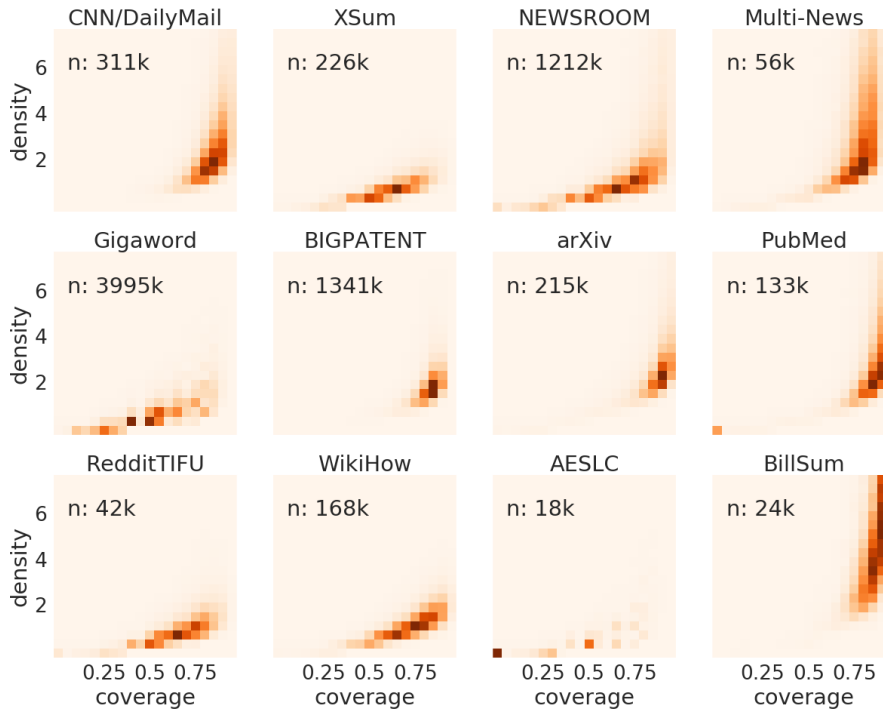 CNN/DailyMail XSum NEWSROOM Multi-News
n: 311k n: 226k n: 1212k n: 56k
6
4
2
density
Gigaword BIGPATENT arXiv PubMed
n: 3995k n: 1341k n: 215k n: 133k
6
4
2
density
RedditTIFU WikiHow AESLC BillSum
n: 42k n: 168k n: 18k n: 24k
6
4
2
density
0.25 0.5 0.75 0.25 0.5 0.75 0.25 0.5 0.75 0.25 0.5 0.75
coverage coverage coverage coverage